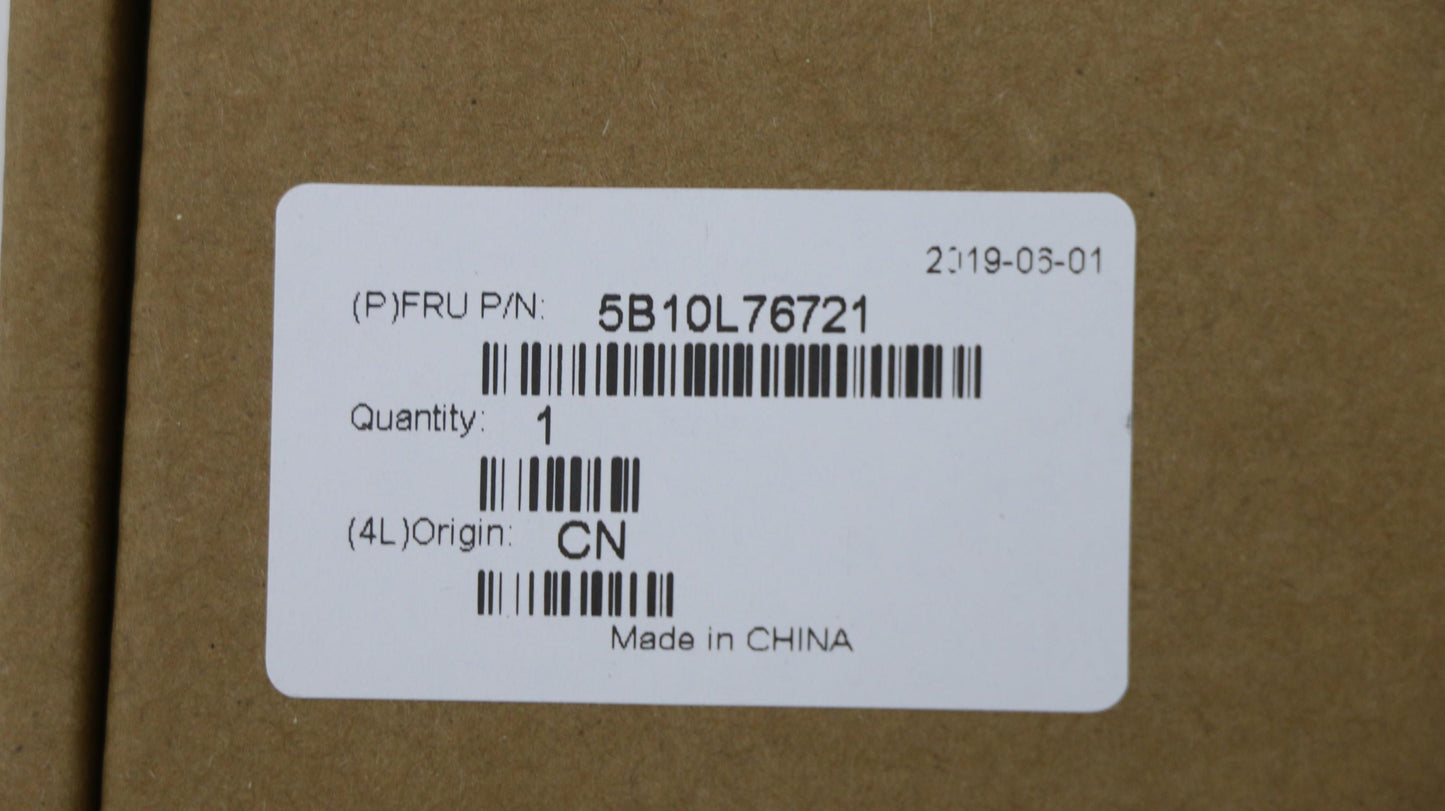 2019-06-01
(P)FRU P/N: 5B10L76721
Quantity: 1
(4L)Origin: CN
Made in CHINA